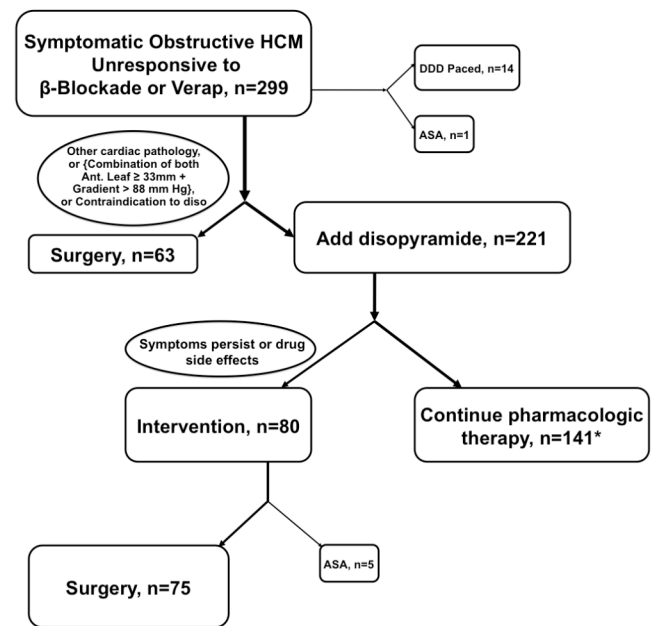 Symptomatic Obstructive HCM
Unresponsive to
β-Blockade or Verap, n=299
DDD Paced, n=14
ASA, n=1
Other cardiac pathology,
or {Combination of both
Ant. Leaf ≥ 33mm +
Gradient > 88 mm Hg},
or Contraindication to diso
Surgery, n=63
Add disopyramide, n=221
Symptoms persist or drug
side effects
Intervention, n=80
Continue pharmacologic
therapy, n=141*
Surgery, n=75
ASA, n=5